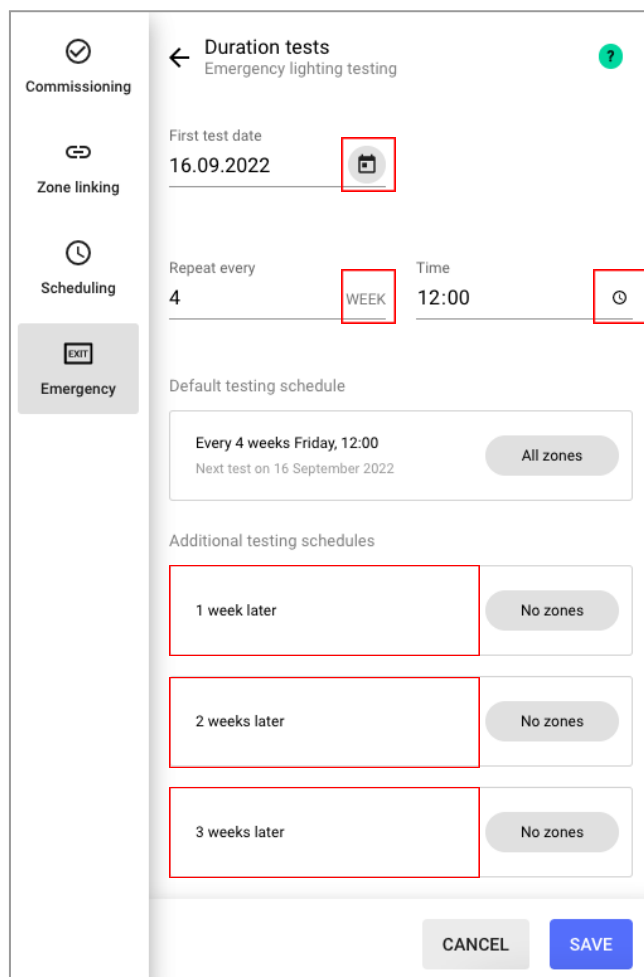 Commissioning
Zone linking
Scheduling
EXIT
Emergency
Duration tests
Emergency lighting testing
?
First test date
16.09.2022
Repeat every
4 WEEK
Time
12:00
Default testing schedule
Every 4 weeks Friday, 12:00
Next test on 16 September 2022
All zones
Additional testing schedules
1 week later
No zones
2 weeks later
No zones
3 weeks later
No zones
CANCEL
SAVE